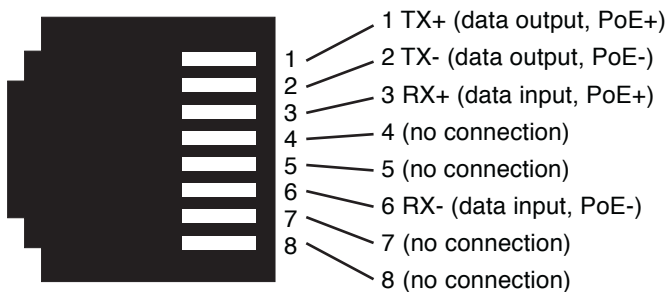 1 1 TX+ (data output, PoE+)
2 2 TX- (data output, PoE-)
3 3 RX+ (data input, PoE+)
4 4 (no connection)
5 5 (no connection)
6 6 RX- (data input, PoE-)
7 7 (no connection)
8 8 (no connection)